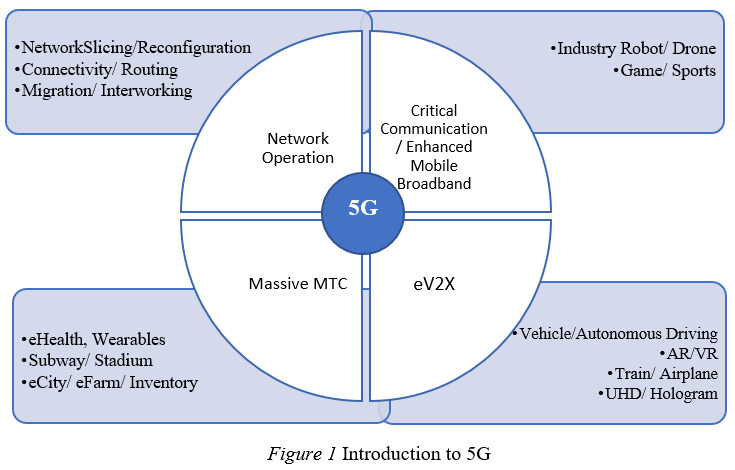 •NetworkSlicing/Reconfiguration
•Connectivity/ Routing
•Migration/ Interworking
•Industry Robot/ Drone
•Game/ Sports
Network
Operation
Critical
Communication
/ Enhanced
Mobile
Broadband
5G
Massive MTC
eV2X
•eHealth, Wearables
•Subway/ Stadium
•eCity/ eFarm/ Inventory
•Vehicle/Autonomous Driving
•AR/VR
•Train/ Airplane
•UHD/ Hologram
Figure 1 Introduction to 5G